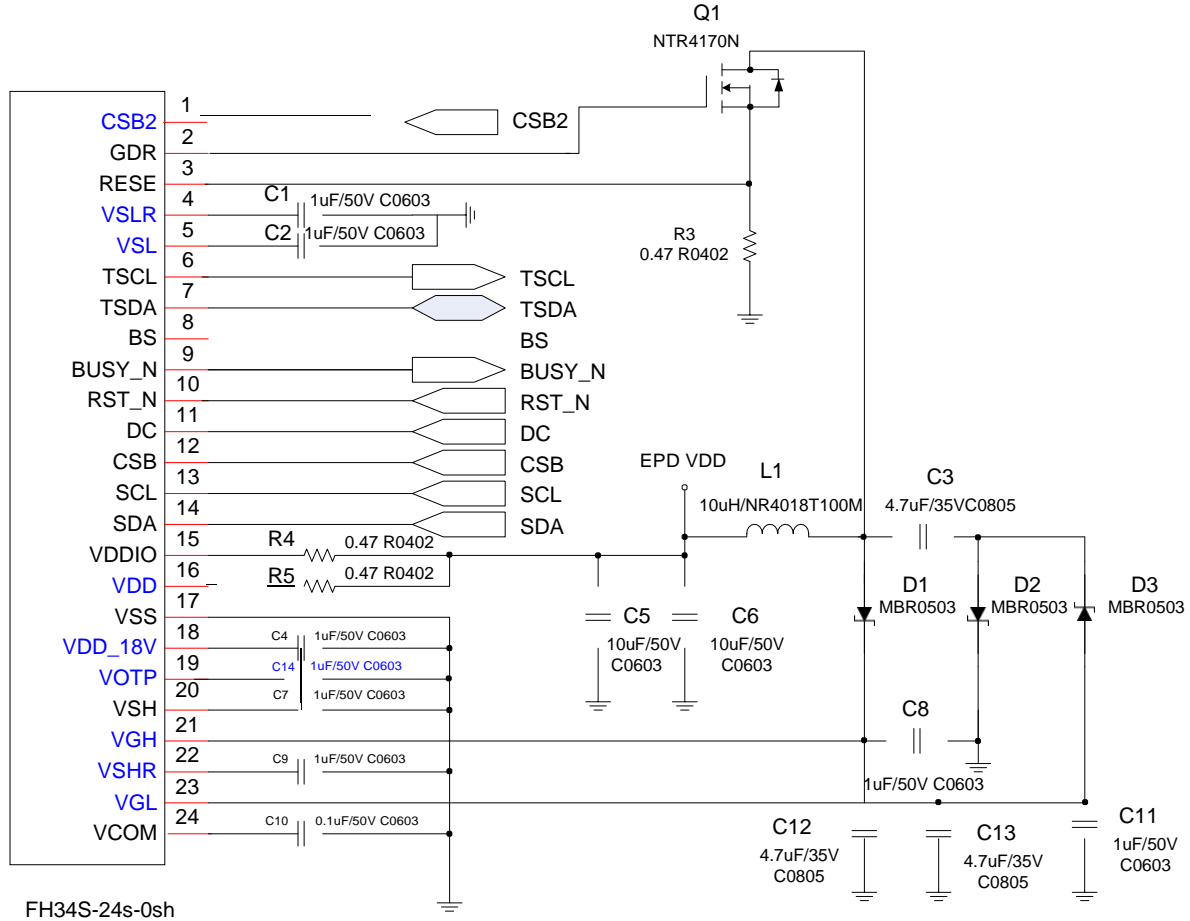 Q1
NTR4170N
1
CSB2
CSB2
2
GDR
3
RESE
4
VSLR
C1
1uF/50V C0603
5
VSL
C2
1uF/50V C0603
R3
0.47 R0402
6
TSCL
TSCL
7
TSDA
TSDA
8
BS
BS
9
BUSY_N
BUSY_N
10
RST_N
RST_N
11
DC
DC
12
CSB
CSB
13
SCL
SCL
14
SDA
SDA
EPD VDD
L1
10uH/NR4018T100M
C3
4.7uF/35VC0805
15
VDDIO
R4
0.47 R0402
16
VDD
R5
0.47 R0402
17
VSS
D1
MBR0503
D2
MBR0503
D3
MBR0503
C5
10uF/50V
C0603
C6
10uF/50V
C0603
18
VDD_18V
C4
1uF/50V C0603
19
VOTP
C14
1uF/50V C0603
20
VSH
C7
1uF/50V C0603
21
VGH
C8
1uF/50V C0603
22
VSHR
C9
1uF/50V C0603
23
VGL
24
VCOM
C10
0.1uF/50V C0603
C12
4.7uF/35V
C0805
C13
4.7uF/35V
C0805
C11
1uF/50V
C0603
FH34S-24s-0sh